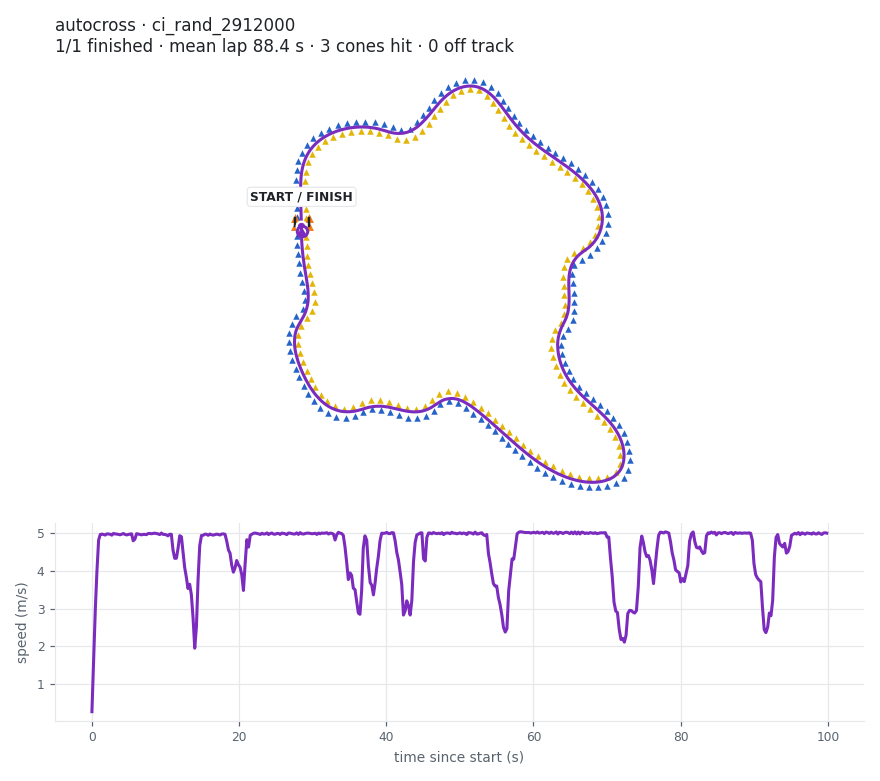 autocross · ci_rand_2912000
1/1 finished · mean lap 88.4 s · 3 cones hit · 0 off track
START / FINISH
5
4
3
2
1
speed (m/s)
0 20 40 60 80 100
time since start (s)